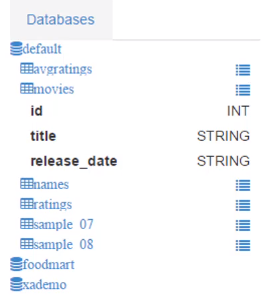 Databases
default
avgratings
movies
id INT
title STRING
release_date STRING
names
ratings
sample_07
sample_08
foodmart
xademo